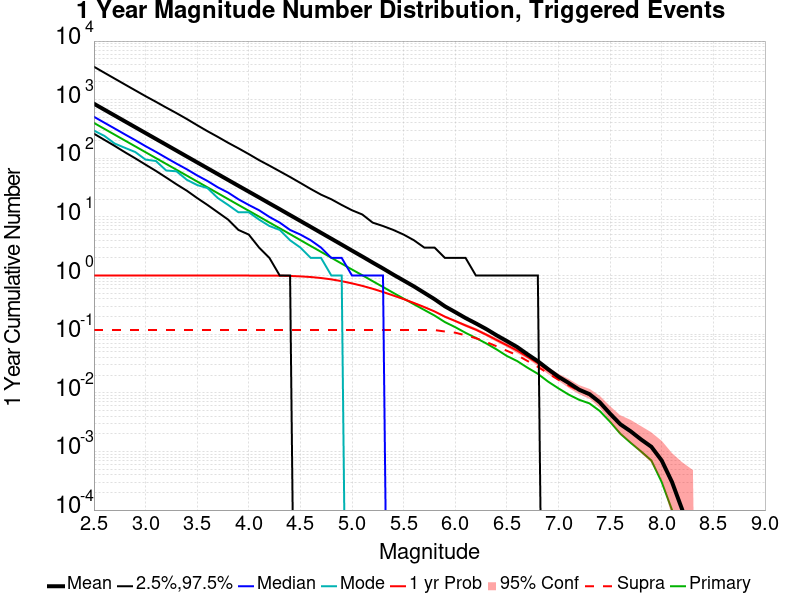 1 Year Magnitude Number Distribution, Triggered Events
1 Year Cumulative Number
10^4
10^3
10^2
10^1
10^0
10^-1
10^-2
10^-3
10^-4
2.5 3.0 3.5 4.0 4.5 5.0 5.5 6.0 6.5 7.0 7.5 8.0 8.5 9.0
Magnitude
Mean 2.5%,97.5% Median Mode 1 yr Prob 95% Conf Supra Primary